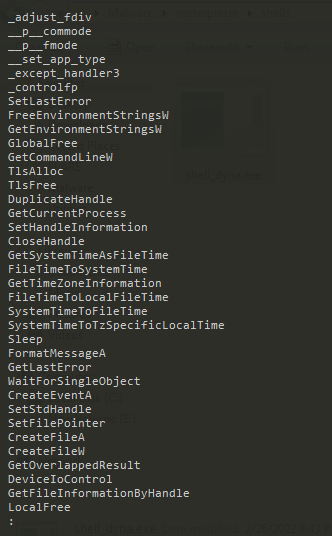 _adjust_fdiv
__p__commode
__p__fmode
__set_app_type
_except_handler3
_controlfp
SetLastError
FreeEnvironmentStringsW
GetEnvironmentStringsW
GlobalFree
GetCommandLineW
TlsAlloc
TlsFree
DuplicateHandle
GetCurrentProcess
SetHandleInformation
CloseHandle
GetSystemTimeAsFileTime
FileTimeToSystemTime
GetTimeZoneInformation
FileTimeToLocalFileTime
SystemTimeToFileTime
SystemTimeToTzSpecificLocalTime
Sleep
FormatMessageA
GetLastError
WaitForSingleObject
CreateEventA
SetStdHandle
SetFilePointer
CreateFileA
CreateFileW
GetOverlappedResult
DeviceIoControl
GetFileInformationByHandle
LocalFree
: